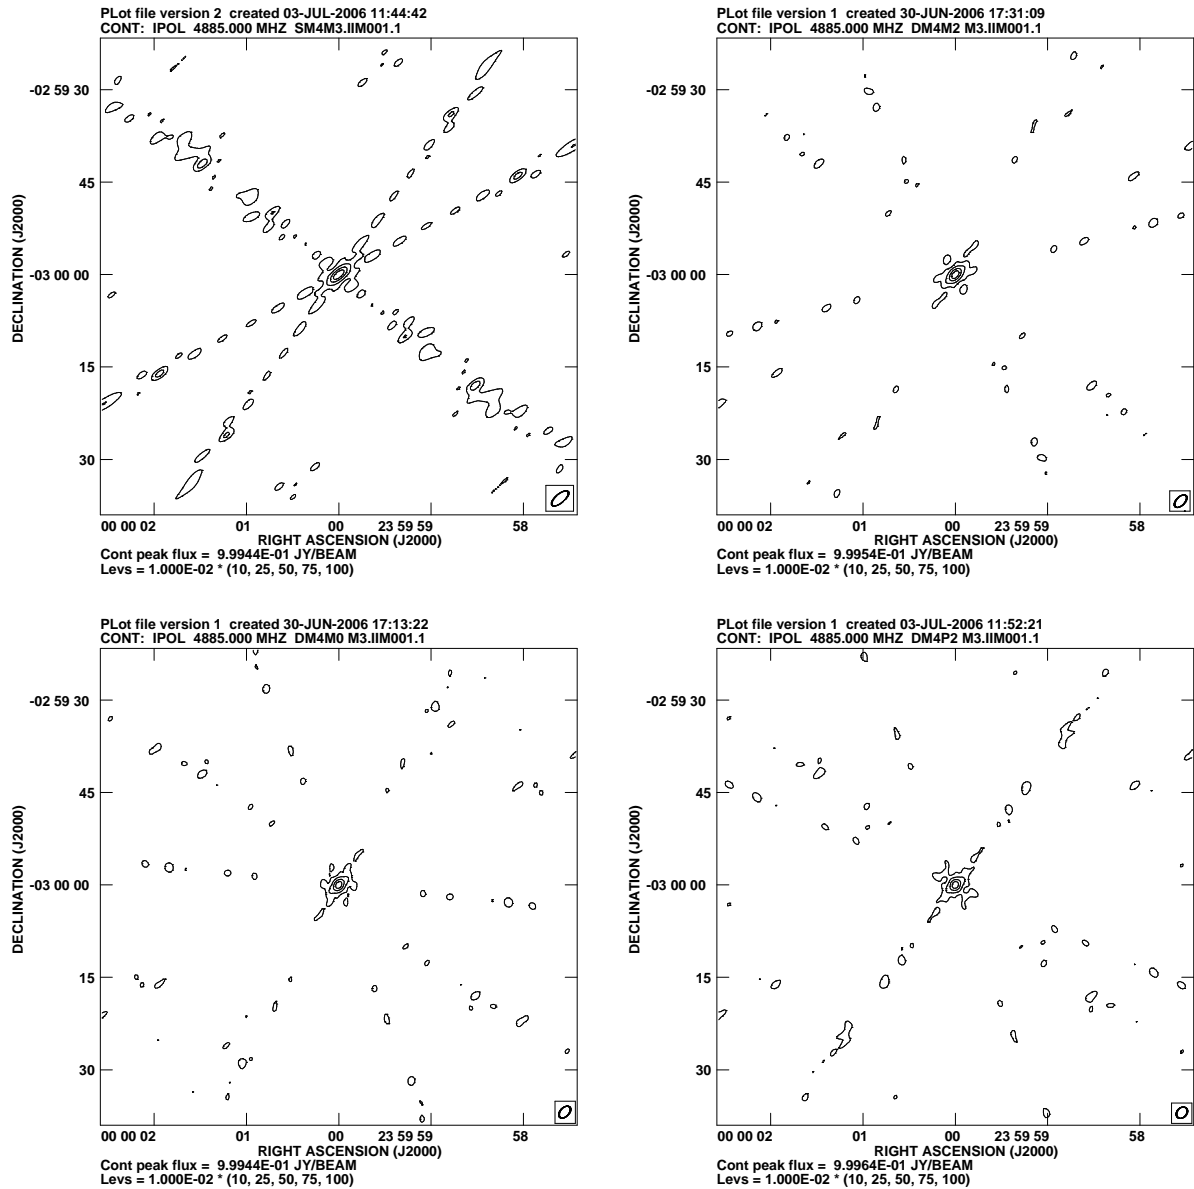 PLot file version 2  created 03-JUL-2006 11:44:42
CONT:  IPOL  4885.000 MHZ  SM4M3.IIM001.1
DECLINATION (J2000)
-02 59 30
45
-03 00 00
15
30
00 00 02 01 00 23 59 59 58
RIGHT ASCENSION (J2000)
Cont peak flux =  9.9944E-01 JY/BEAM
Levs = 1.000E-02 * (10, 25, 50, 75, 100)
PLot file version 1  created 30-JUN-2006 17:31:09
CONT:  IPOL  4885.000 MHZ  DM4M2 M3.IIM001.1
DECLINATION (J2000)
-02 59 30
45
-03 00 00
15
30
00 00 02 01 00 23 59 59 58
RIGHT ASCENSION (J2000)
Cont peak flux =  9.9954E-01 JY/BEAM
Levs = 1.000E-02 * (10, 25, 50, 75, 100)
PLot file version 1  created 30-JUN-2006 17:13:22
CONT:  IPOL  4885.000 MHZ  DM4M0 M3.IIM001.1
DECLINATION (J2000)
-02 59 30
45
-03 00 00
15
30
00 00 02 01 00 23 59 59 58
RIGHT ASCENSION (J2000)
Cont peak flux =  9.9944E-01 JY/BEAM
Levs = 1.000E-02 * (10, 25, 50, 75, 100)
PLot file version 1  created 03-JUL-2006 11:52:21
CONT:  IPOL  4885.000 MHZ  DM4P2 M3.IIM001.1
DECLINATION (J2000)
-02 59 30
45
-03 00 00
15
30
00 00 02 01 00 23 59 59 58
RIGHT ASCENSION (J2000)
Cont peak flux =  9.9964E-01 JY/BEAM
Levs = 1.000E-02 * (10, 25, 50, 75, 100)